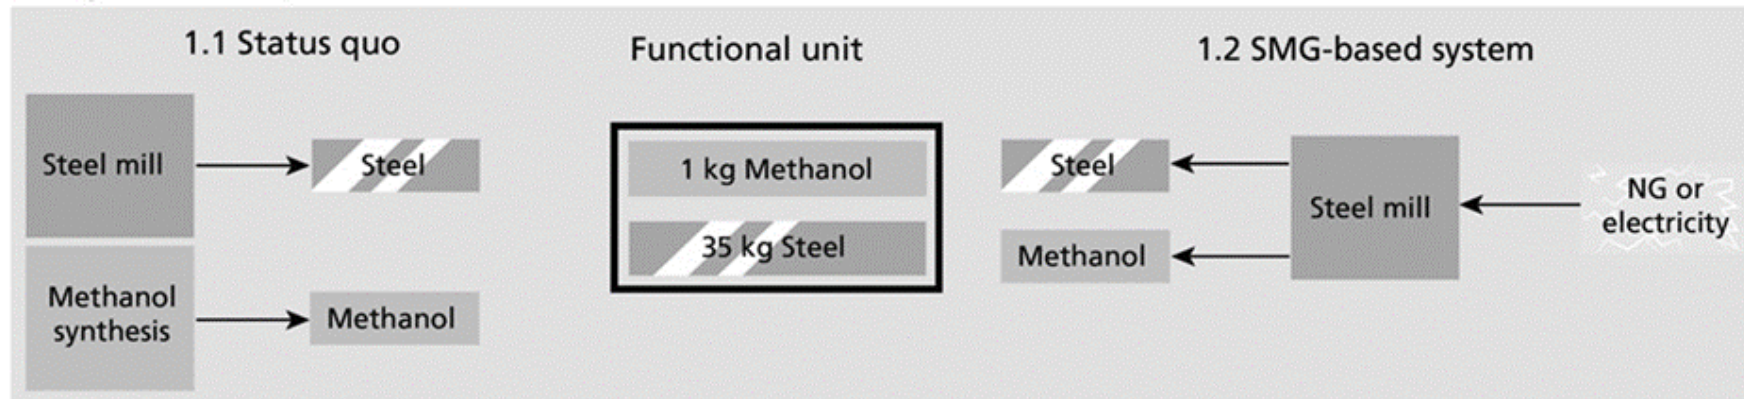 1.1 Status quo
Steel mill
Steel
Methanol
synthesis
Methanol
Functional unit
1 kg Methanol
35 kg Steel
1.2 SMG-based system
Steel
Methanol
Steel mill
NG or
electricity